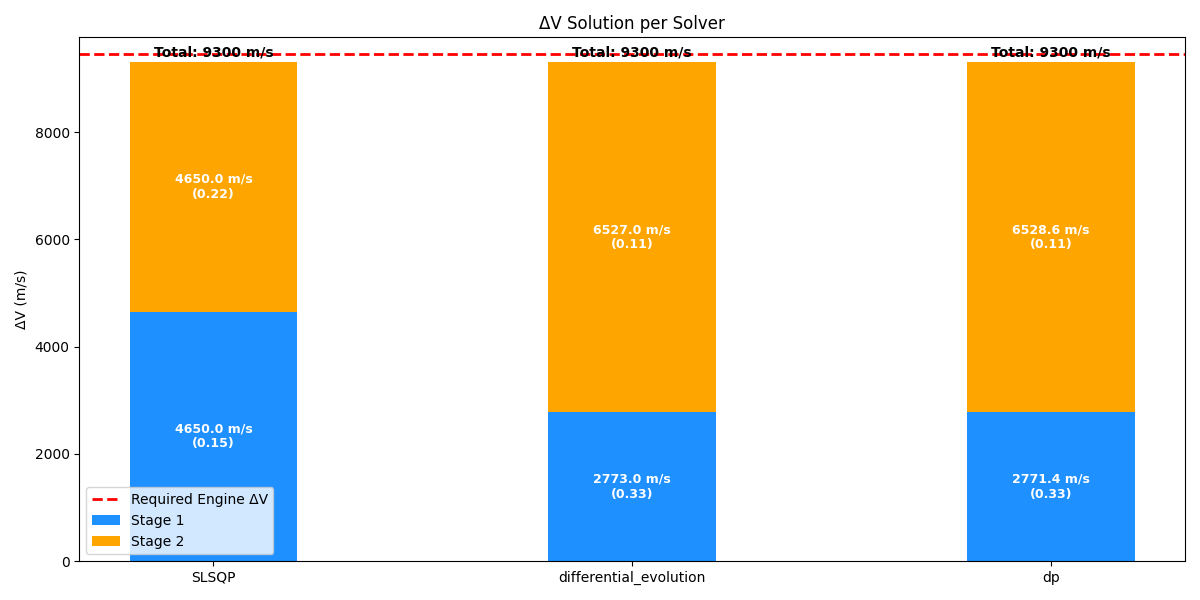 ΔV Solution per Solver
Total: 9300 m/s
Total: 9300 m/s
Total: 9300 m/s
ΔV (m/s)
8000
6000
4000
2000
0
4650.0 m/s
(0.22)
4650.0 m/s
(0.15)
6527.0 m/s
(0.11)
2773.0 m/s
(0.33)
6528.6 m/s
(0.11)
2771.4 m/s
(0.33)
Required Engine ΔV
Stage 1
Stage 2
SLSQP
differential_evolution
dp